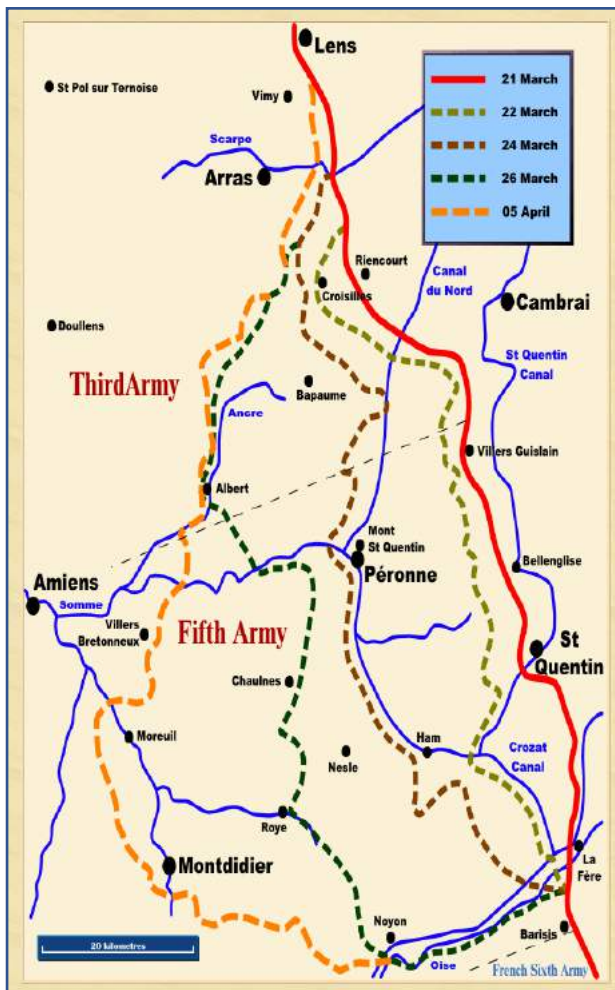 Lens
St Pol sur Ternoise
Vimy
21 March
22 March
24 March
26 March
05 April
Scarpe
Arras
Riencourt
Canal
du Nord
Croisilles
Cambrai
Doullens
St Quentin
Canal
ThirdArmy
Bapaume
Ancre
Villers Guislain
Albert
Mont
St Quentin
Péronne
Bellenglise
Amiens
Somme
Villers
Bretonneux
Fifth Army
St
Quentin
Chaulnes
Moreuil
Ham
Crozat
Canal
Nesle
Roye
Montdidier
La
Fère
Noyon
Barisis
20 kilometres
Oise
French Sixth Army